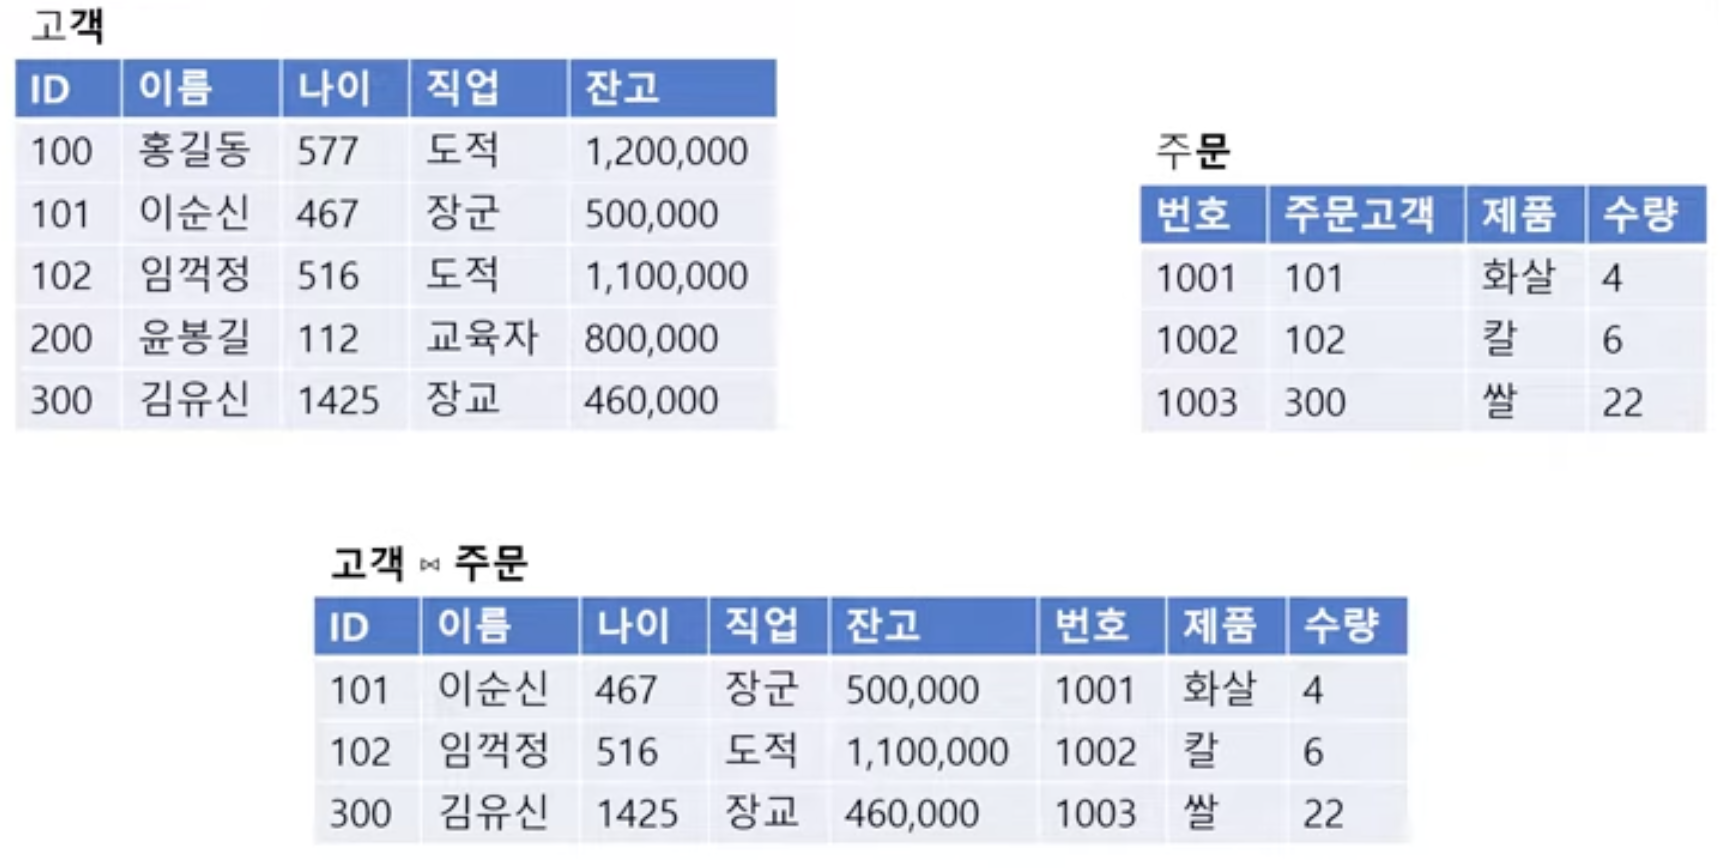 고객
ID 이름 나이 직업 잔고
100 홍길동 577 도적 1,200,000
101 이순신 467 장군 500,000
102 임꺽정 516 도적 1,100,000
200 윤봉길 112 교육자 800,000
300 김유신 1425 장교 460,000
주문
번호 주문고객 제품 수량
1001 101 화살 4
1002 102 칼 6
1003 300 쌀 22
고객 ⋈ 주문
ID 이름 나이 직업 잔고 번호 제품 수량
101 이순신 467 장군 500,000 1001 화살 4
102 임꺽정 516 도적 1,100,000 1002 칼 6
300 김유신 1425 장교 460,000 1003 쌀 22